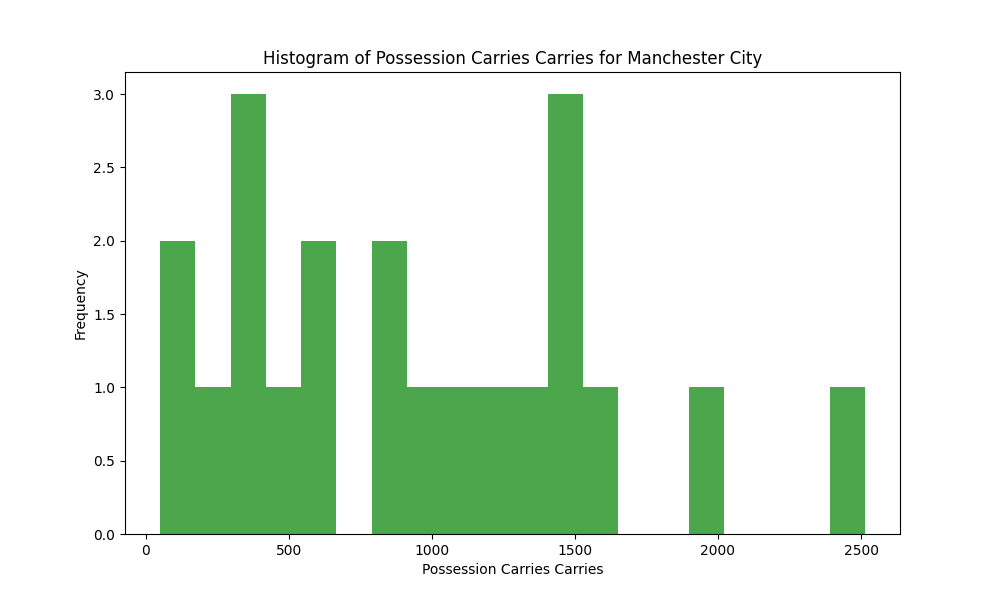 Histogram of Possession Carries Carries for Manchester City
3.0
2.5
2.0
1.5
1.0
0.5
0.0
Frequency
0 500 1000 1500 2000 2500
Possession Carries Carries